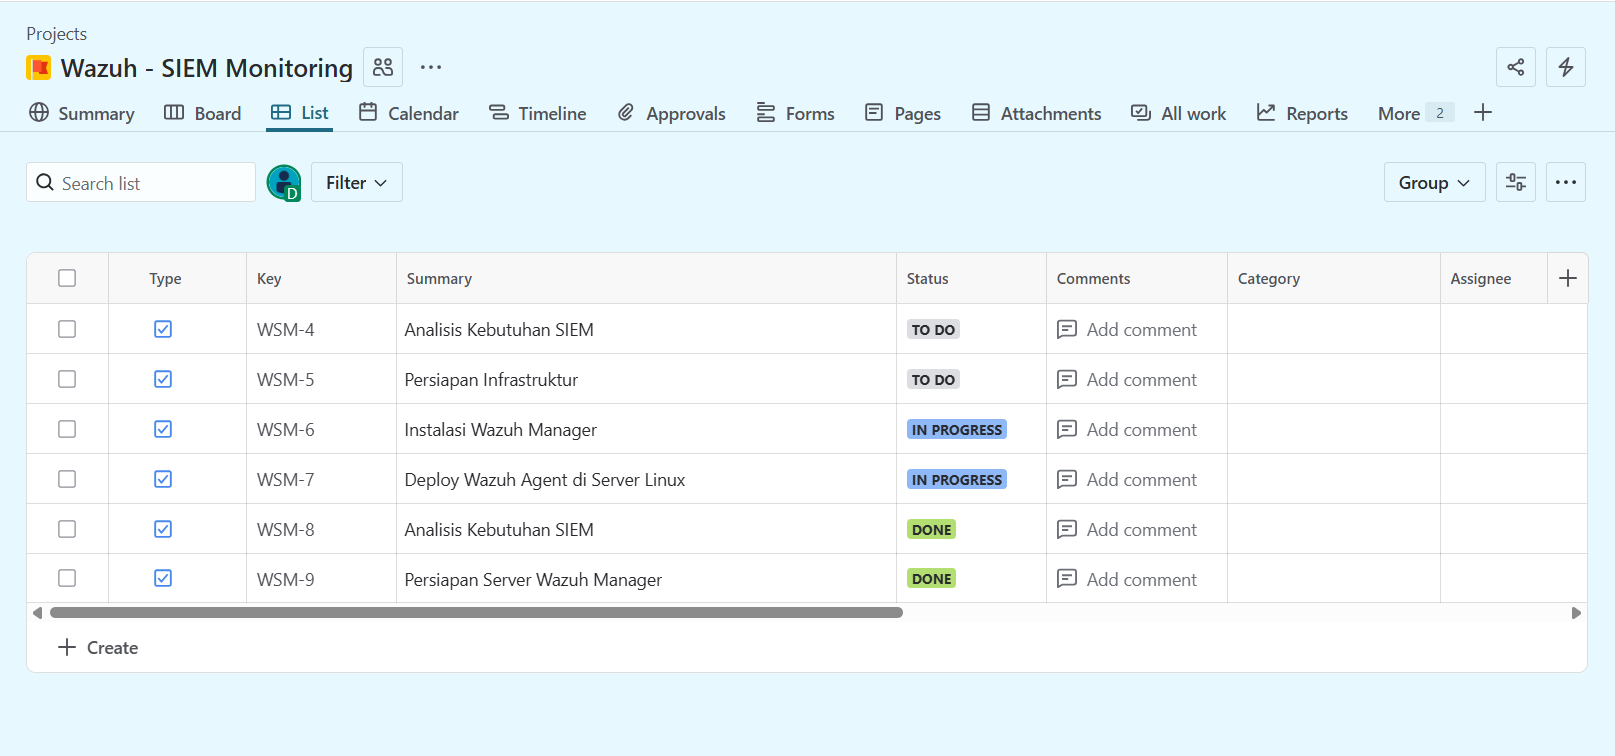 Projects
Wazuh - SIEM Monitoring
Summary Board List Calendar Timeline Approvals Forms Pages Attachments All work Reports More 2
Search list D Filter Group
Type Key Summary Status Comments Category Assignee
WSM-4 Analisis Kebutuhan SIEM TO DO Add comment
WSM-5 Persiapan Infrastruktur TO DO Add comment
WSM-6 Instalasi Wazuh Manager IN PROGRESS Add comment
WSM-7 Deploy Wazuh Agent di Server Linux IN PROGRESS Add comment
WSM-8 Analisis Kebutuhan SIEM DONE Add comment
WSM-9 Persiapan Server Wazuh Manager DONE Add comment
Create